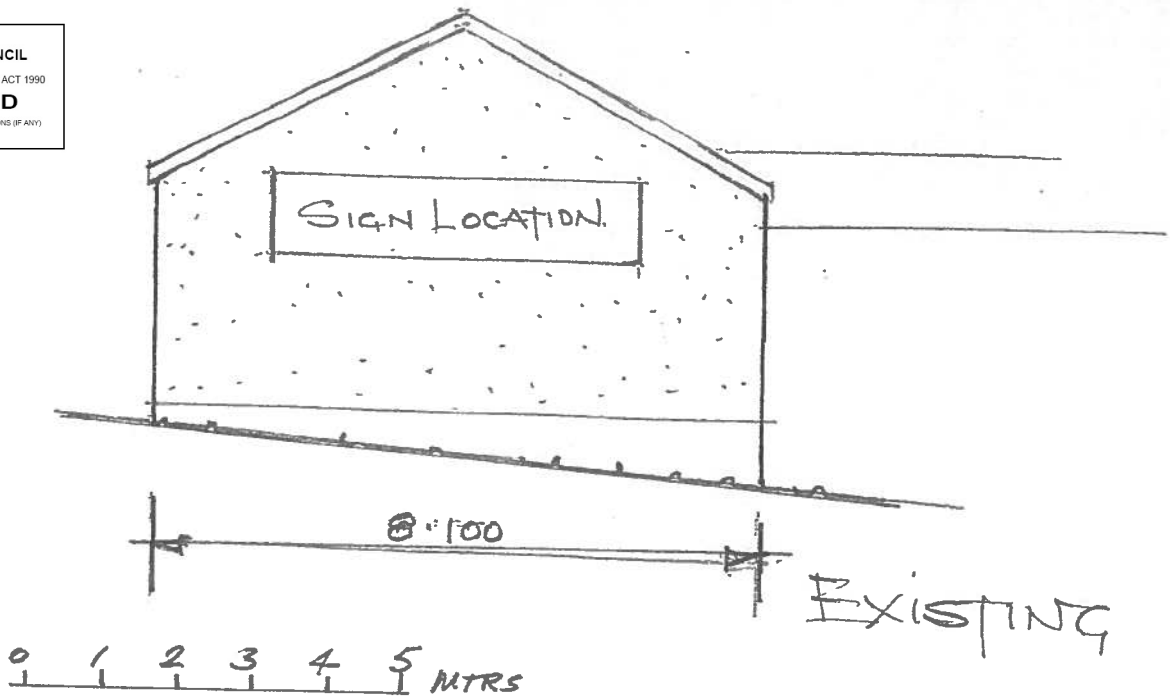 NCIL
ACT 1990
D
NS (IF ANY)
SIGN LOCATION.
8·100
EXISTING
0 1 2 3 4 5 MTRS